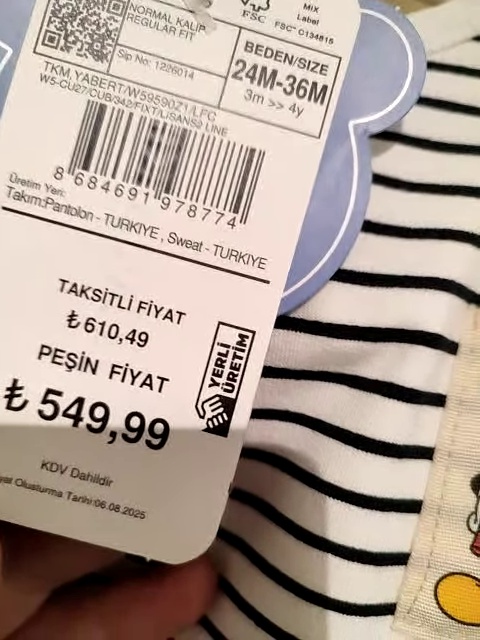 MIX
Label
FSC FSC® C134815
NORMAL KALIP
REGULAR FIT
Sip No: 1226014
BEDEN/SIZE
24M-36M
3m >> 4y
TKM,YABERT/W59590Z1/LFC
W5-CU27/CUB/342/FIXT/LISANS2 LINE
8 684691 978774
Üretim Yeri:
Takım:Pantolon - TURKIYE , Sweat - TURKIYE
TAKSİTLİ FİYAT
₺ 610,49
PEŞİN FİYAT
₺ 549,99
YERLİ
ÜRETİM
KDV Dahildir
Oluşturma Tarihi:06.08.2025